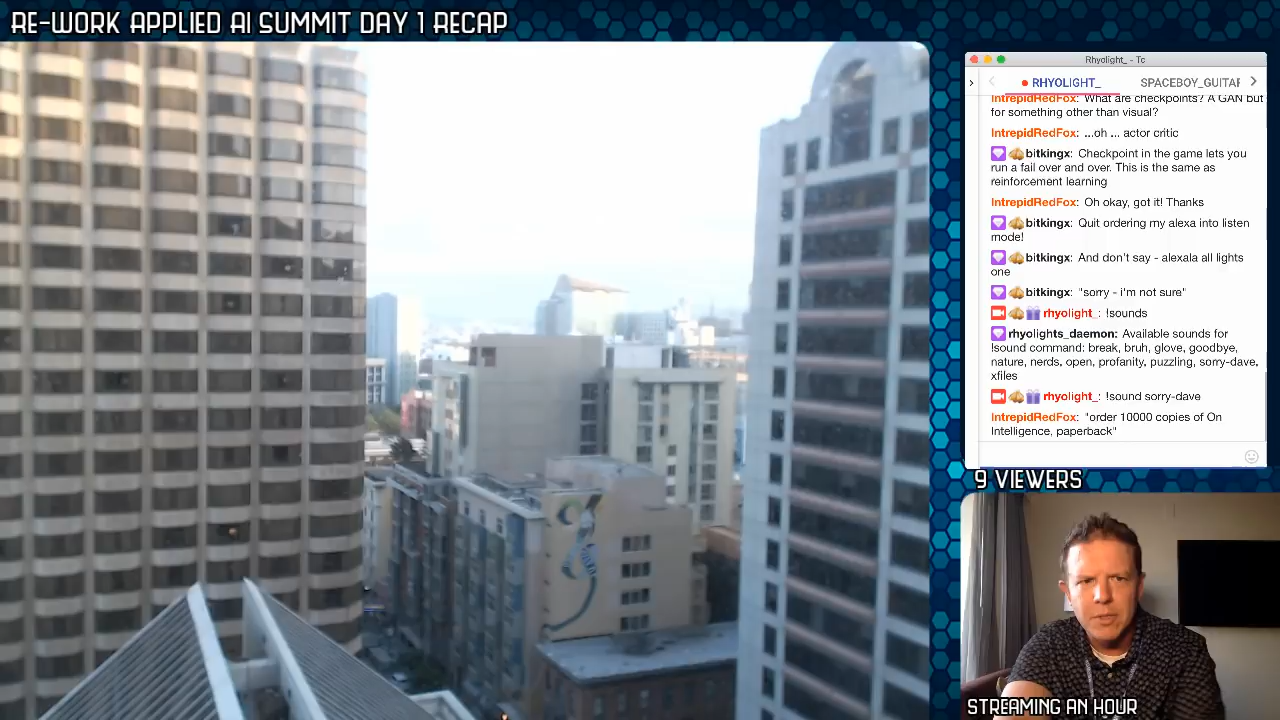 RE-WORK APPLIED AI SUMMIT DAY 1 RECAP
Rhyolight_ - Tc
RHYOLIGHT_
SPACEBOY_GUITAR
IntrepidRedFox: What are checkpoints? A GAN but
for something other than visual?
IntrepidRedFox: ...oh ... actor critic
bitkingx: Checkpoint in the game lets you
run a fail over and over. This is the same as
reinforcement learning
IntrepidRedFox: Oh okay, got it! Thanks
bitkingx: Quit ordering my alexa into listen
mode!
bitkingx: And don't say - alexala all lights
one
bitkingx: "sorry - i'm not sure"
rhyolight_: !sounds
rhyolights_daemon: Available sounds for
!sound command: break, bruh, glove, goodbye,
nature, nerds, open, profanity, puzzling, sorry-dave,
xfiles
rhyolight_: !sound sorry-dave
IntrepidRedFox: "order 10000 copies of On
Intelligence, paperback"
9 VIEWERS
STREAMING AN HOUR